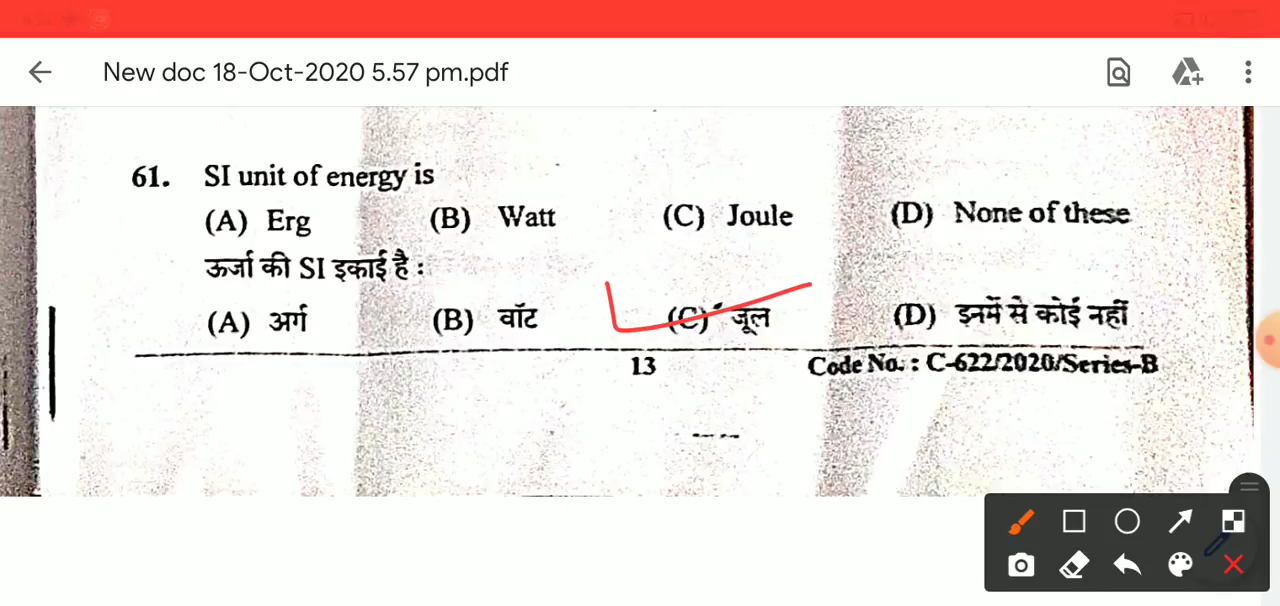 New doc 18-Oct-2020 5.57 pm.pdf
61. SI unit of energy is
(A) Erg (B) Watt (C) Joule (D) None of these
ऊर्जा की SI इकाई है :
(A) अर्ग (B) वॉट (C) जूल (D) इनमें से कोई नहीं
13 Code No. : C-622/2020/Series-B